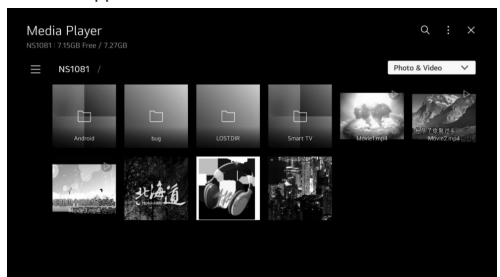 Media Player
NS1081 | 7.15GB Free / 7.27GB
NS1081 /
Photo & Video
Android
bug
LOST.DIR
Smart TV
Movie1.mp4
Movie2.mp4
北海道